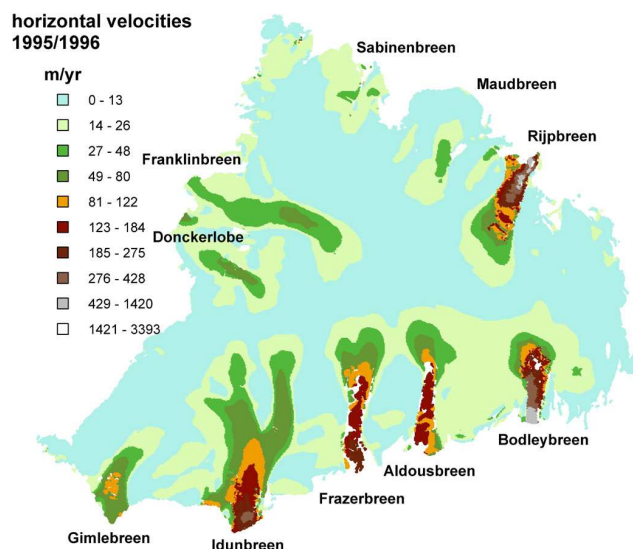 horizontal velocities
1995/1996
m/yr
0 - 13
14 - 26
27 - 48
49 - 80
81 - 122
123 - 184
185 - 275
276 - 428
429 - 1420
1421 - 3393
Sabinenbreen
Maudbreen
Rijpbreen
Franklinbreen
Donckerlobe
Bodleybreen
Aldousbreen
Frazerbreen
Gimlebreen
Idunbreen